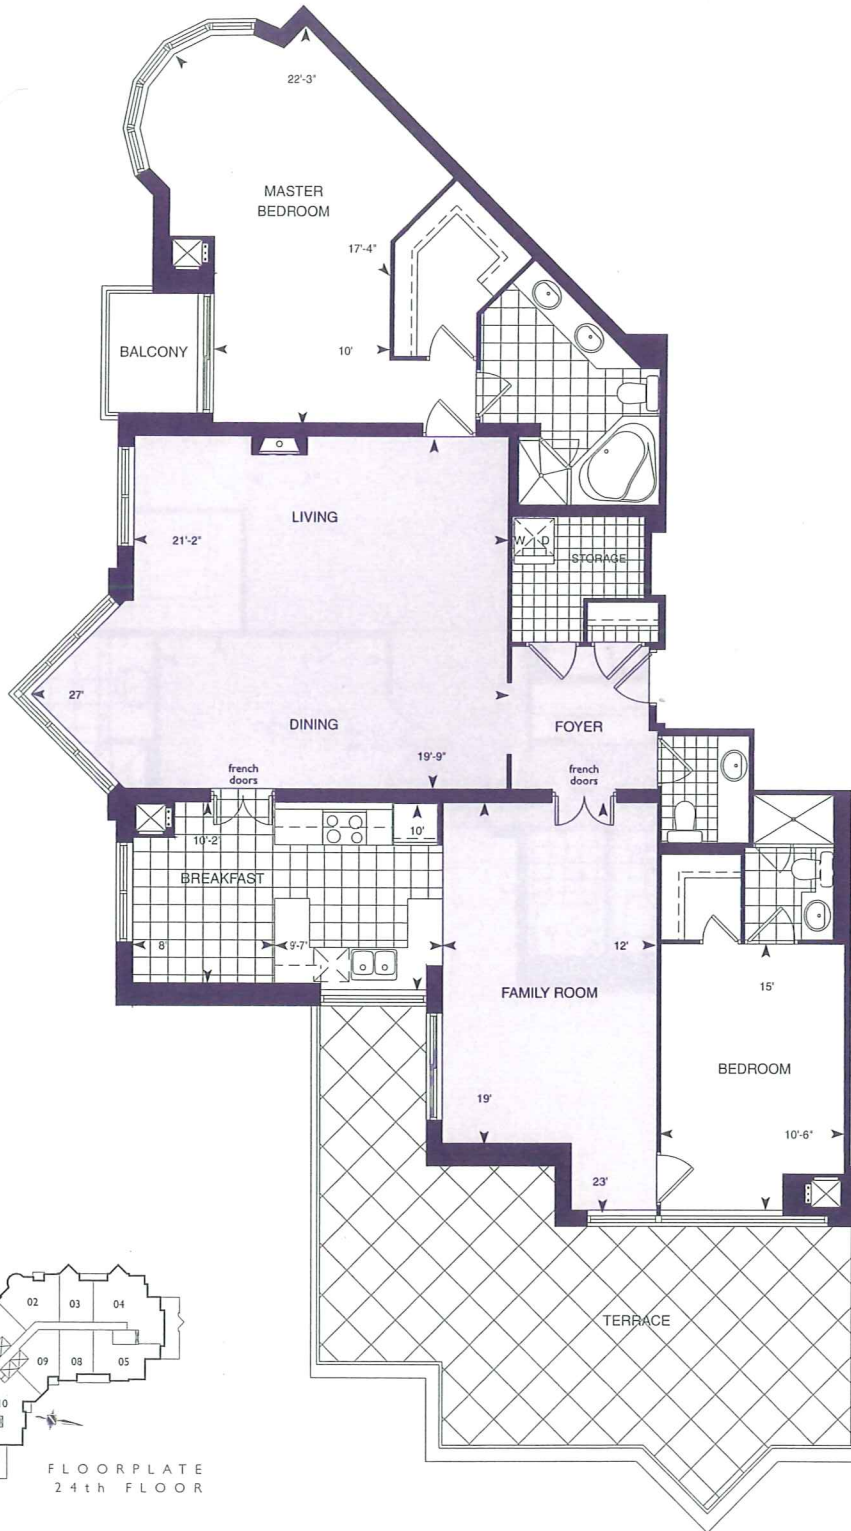 22'-3"
MASTER
BEDROOM
17'-4"
BALCONY
10'
LIVING
21'-2"
W D
STORAGE
27'
DINING
FOYER
19'-9"
french
doors
french
doors
10'
10'-2
BREAKFAST
8'
9'-7'
12'
FAMILY ROOM
15'
BEDROOM
19'
10'-6"
23'
TERRACE
02
03
04
09
08
05
FLOORPLATE
24th FLOOR